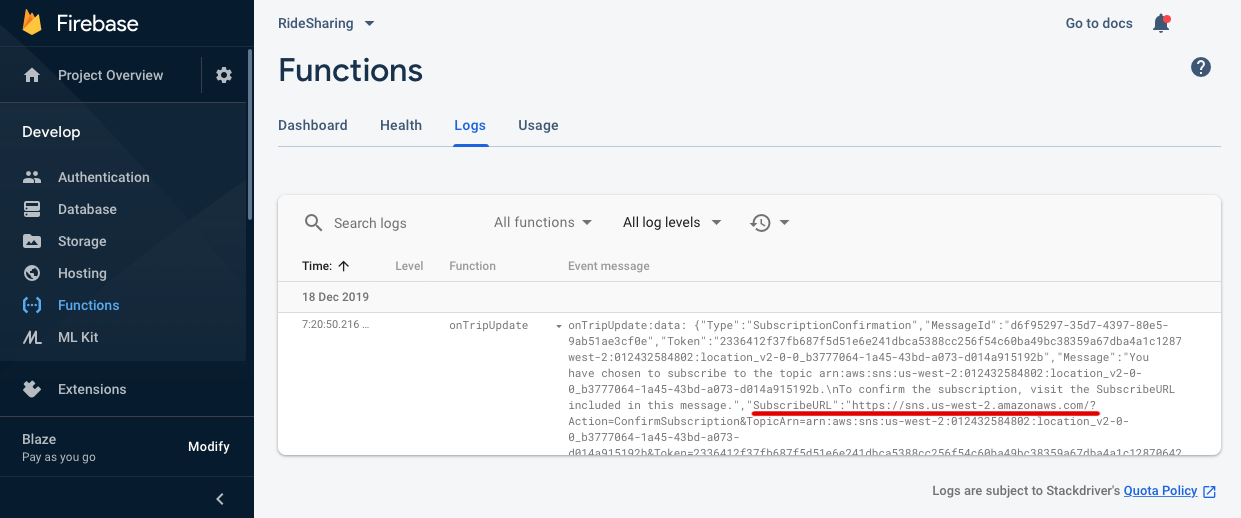 Firebase
RideSharing
Go to docs
Project Overview
Functions
Develop
Dashboard Health Logs Usage
Authentication
Database
Storage
Hosting
Functions
ML Kit
Extensions
Blaze
Pay as you go
Modify
Search logs All functions All log levels
Time: Level Function Event message
18 Dec 2019
7:20:50.216 ... onTripUpdate onTripUpdate:data: {"Type":"SubscriptionConfirmation","MessageId":"d6f95297-35d7-4397-80e5-
9ab51ae3cf0e","Token":"2336412f37fb687f5d51e6e241dbca5388cc256f54c60ba49bc38359a67dba4a1c1287
west-2:012432584802:location_v2-0-0_b3777064-1a45-43bd-a073-d014a915192b","Message":"You
have chosen to subscribe to the topic arn:aws:sns:us-west-2:012432584802:location_v2-0-
0_b3777064-1a45-43bd-a073-d014a915192b.\nTo confirm the subscription, visit the SubscribeURL
included in this message.","SubscribeURL":"https://sns.us-west-2.amazonaws.com/?
Action=ConfirmSubscription&TopicArn=arn:aws:sns:us-west-2:012432584802:location_v2-0-
0_b3777064-1a45-43bd-a073-
d014a915192b&Token=2336412f37fb687f5d51e6e241dbca5388cc256f54c60ba49bc38359a67dba4a1c12870642
Logs are subject to Stackdriver's Quota Policy